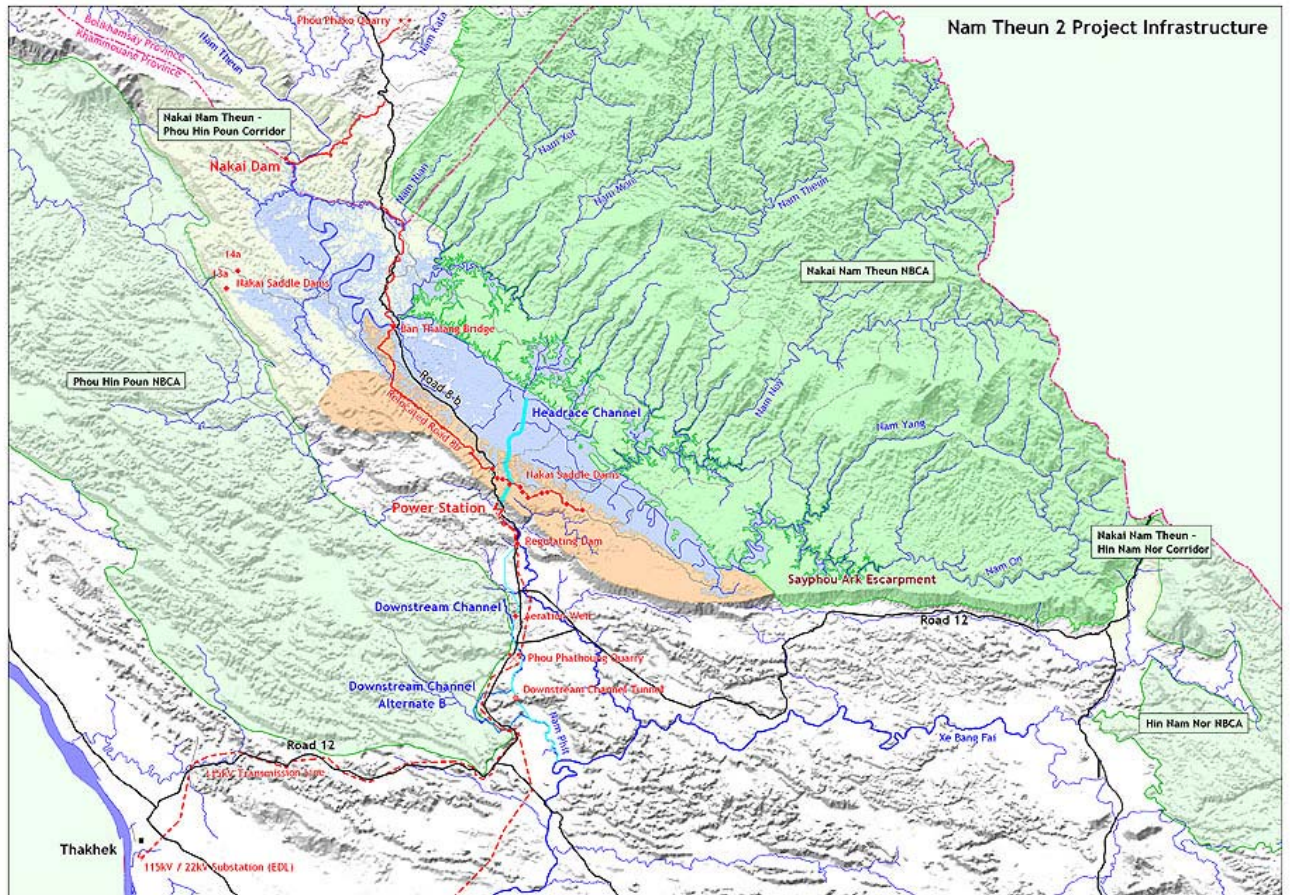 Nam Theun 2 Project Infrastructure
Phou Phako Quarry
Nam Kata
Bolikhamsay Province
Khammouane Province
Nam Theun
Nakai Nam Theun -
Phou Hin Poun Corridor
Nakai Dam
Nam Nian
Nam Xot
Nam Mon
Nam Theun
Nakai Nam Theun NBCA
14a
13a
Nakai Saddle Dams
Ban Thalang Bridge
Phou Hin Poun NBCA
Road 8-b
Relocated Road 8b
Headrace Channel
Nam Noy
Nam Yang
Nakai Saddle Dams
Power Station
Regulating Dam
Nakai Nam Theun -
Hin Nam Nor Corridor
Nam On
Sayphou Ark Escarpment
Downstream Channel
Aeration Weir
Road 12
Phou Phathoung Quarry
Downstream Channel
Alternate B
Downstream Channel Tunnel
Nam Phit
Xe Bang Fai
Hin Nam Nor NBCA
Road 12
115kV Transmission Line
Thakhek
115kV / 22kV Substation (EDL)